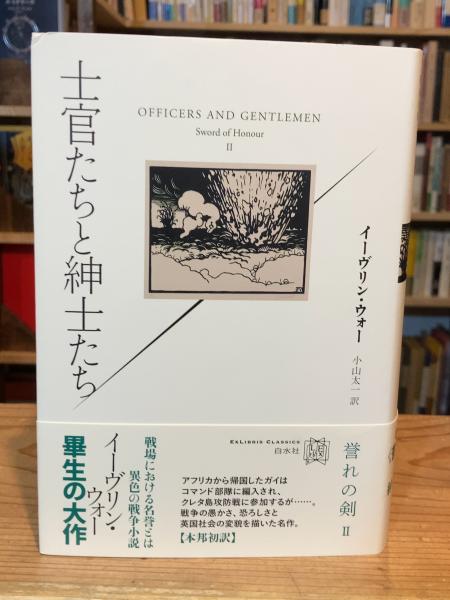 士官たちと紳士たち
OFFICERS AND GENTLEMEN
Sword of Honour
II
イーヴリン・ウォー
小山太一 訳
EXLIBRIS CLASSICS
白水社
誉れの剣 II
戦場における名誉とは
異色の戦争小説
イーヴリン・
ウォー
畢生の大作
アフリカから帰国したガイは
コマンド部隊に編入され、
クレタ島攻防戦に参加するが……。
戦争の愚かさ、恐ろしさと
英国社会の変貌を描いた名作。
【本邦初訳】